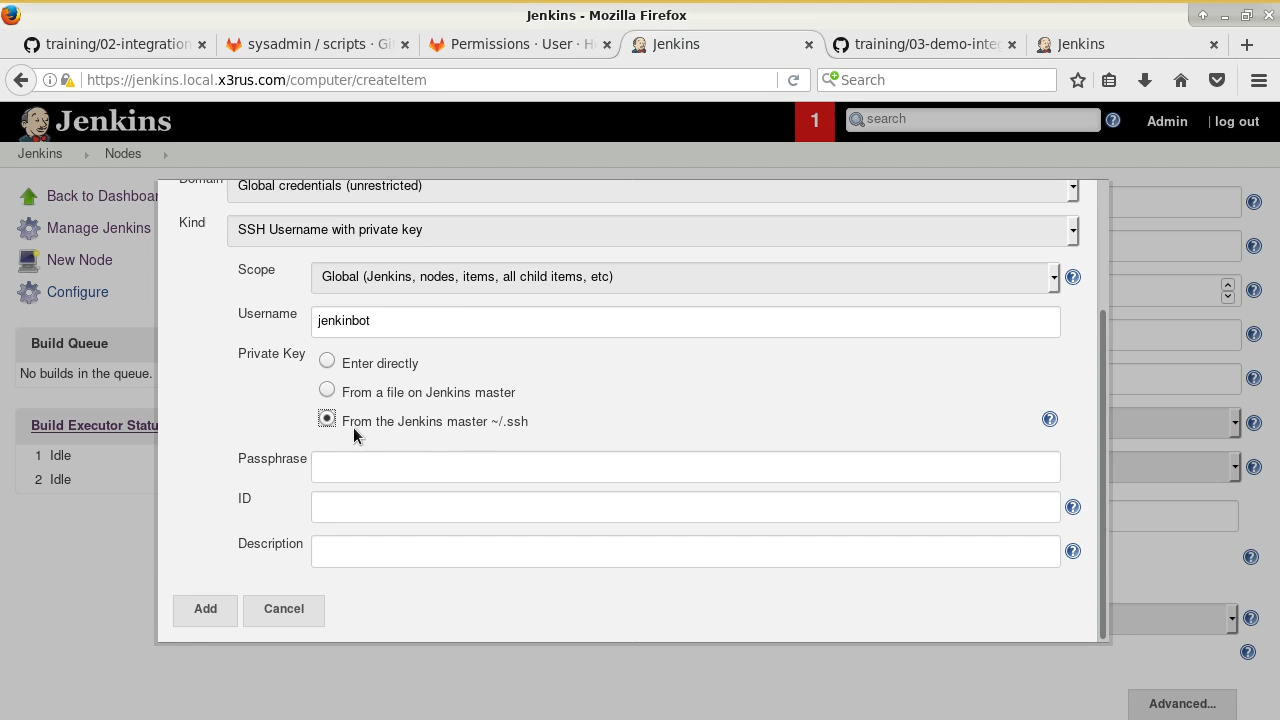 Jenkins - Mozilla Firefox
training/02-integration
sysadmin / scripts · Gi
Permissions · User · H
Jenkins
training/03-demo-inte
Jenkins
https://jenkins.local.x3rus.com/computer/createItem
Search
Jenkins
1
search
Admin
| log out
Jenkins
Nodes
Back to Dashboa
Manage Jenkins
New Node
Configure
Build Queue
No builds in the queue.
Build Executor Statu
1 Idle
2 Idle
Domain
Global credentials (unrestricted)
Kind
SSH Username with private key
Scope
Global (Jenkins, nodes, items, all child items, etc)
Username
jenkinbot
Private Key
Enter directly
From a file on Jenkins master
From the Jenkins master ~/.ssh
Passphrase
ID
Description
Add
Cancel
Advanced...